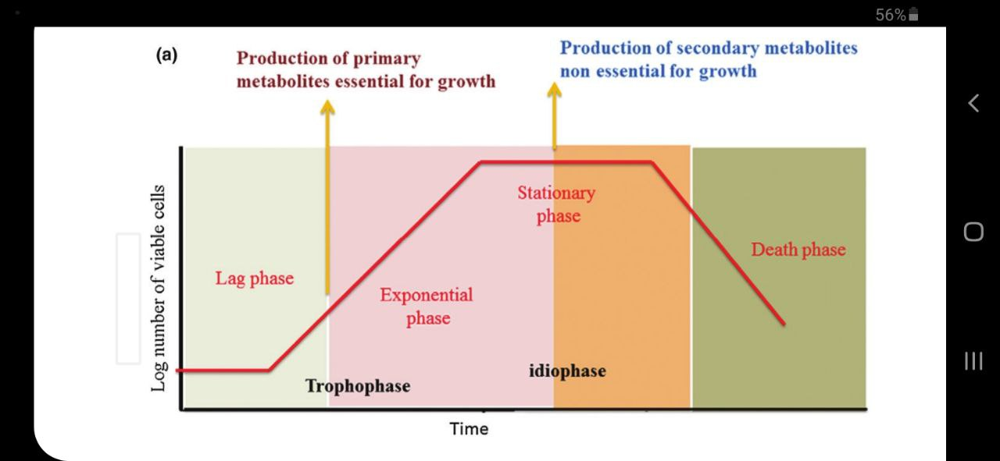 56%
(a)
Production of primary
metabolites essential for growth
Production of secondary metabolites
non essential for growth
Log number of viable cells
Lag phase
Exponential
phase
Stationary
phase
Death phase
Trophophase
idiophase
Time